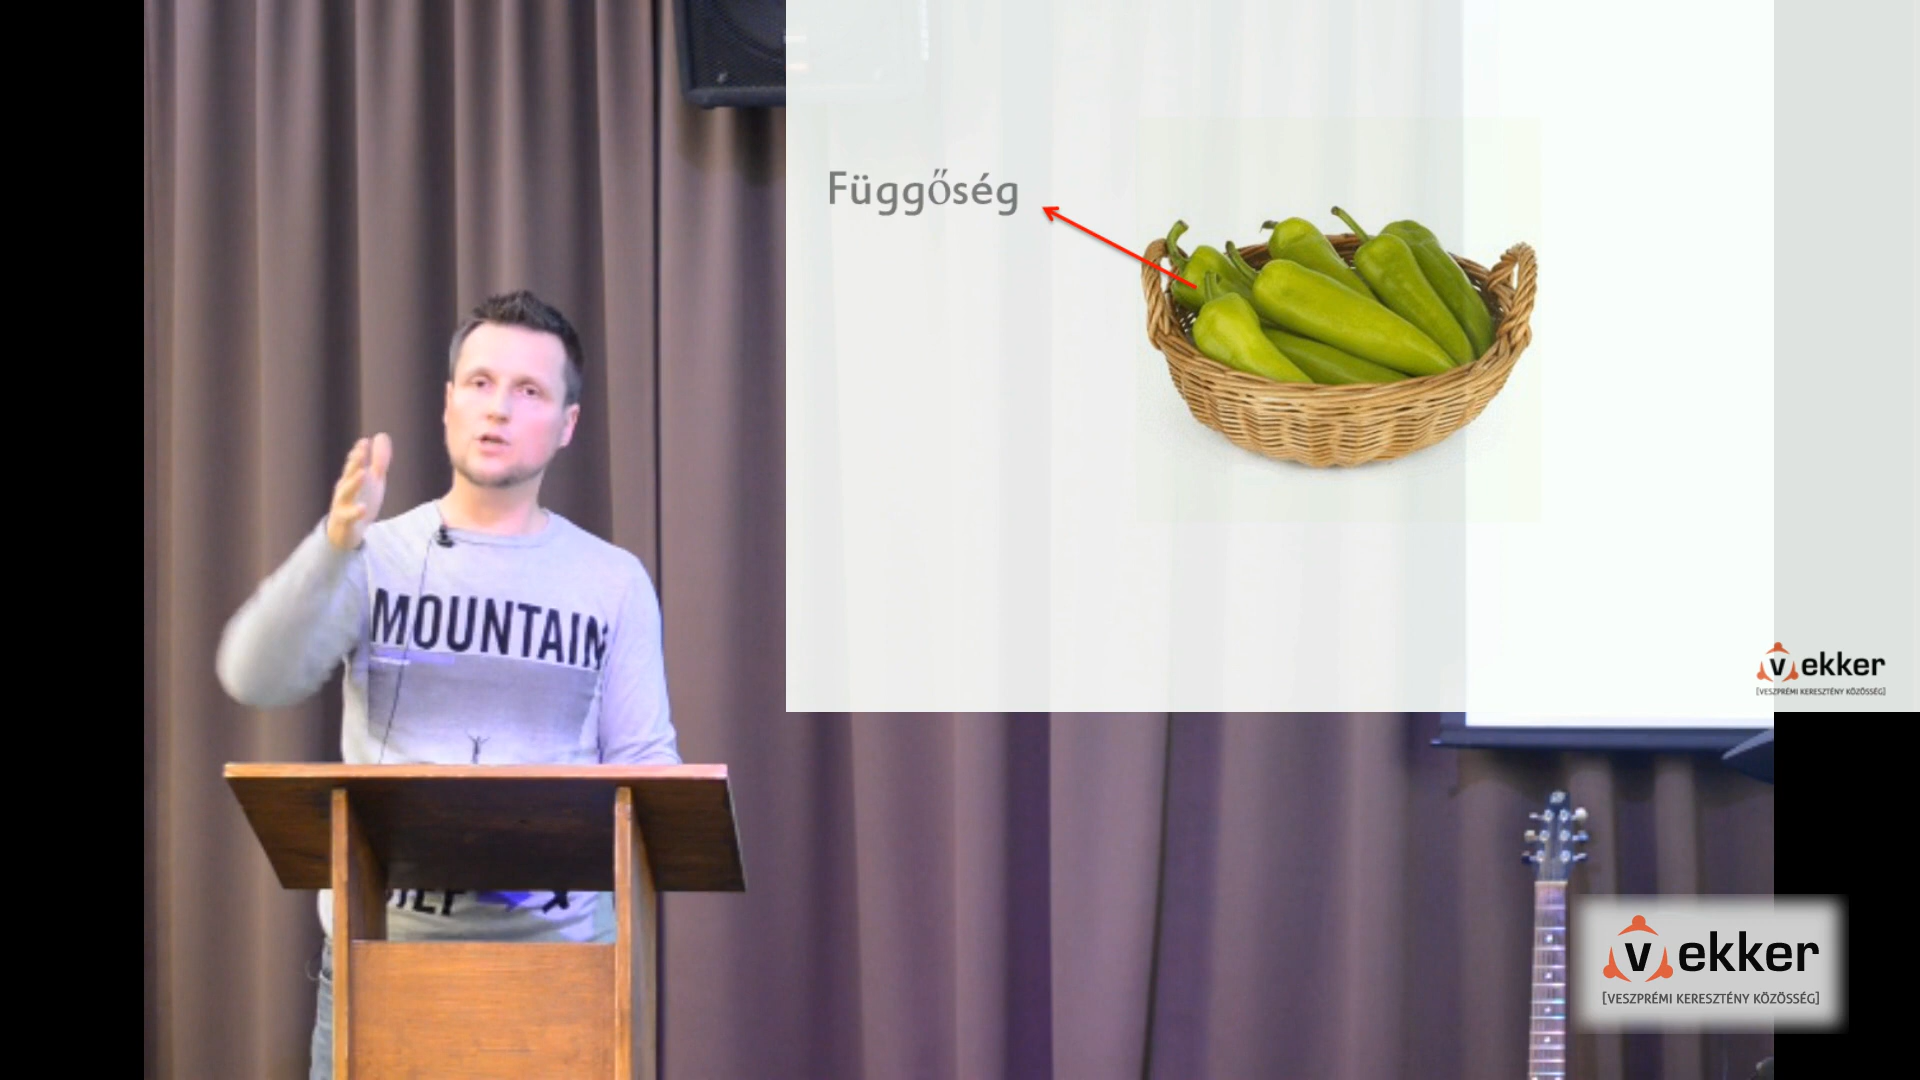 Függőség
MOUNTAIN
vekker
[VESZPRÉMI KERESZTÉNY KÖZÖSSÉG]
vekker
[VESZPRÉMI KERESZTÉNY KÖZÖSSÉG]